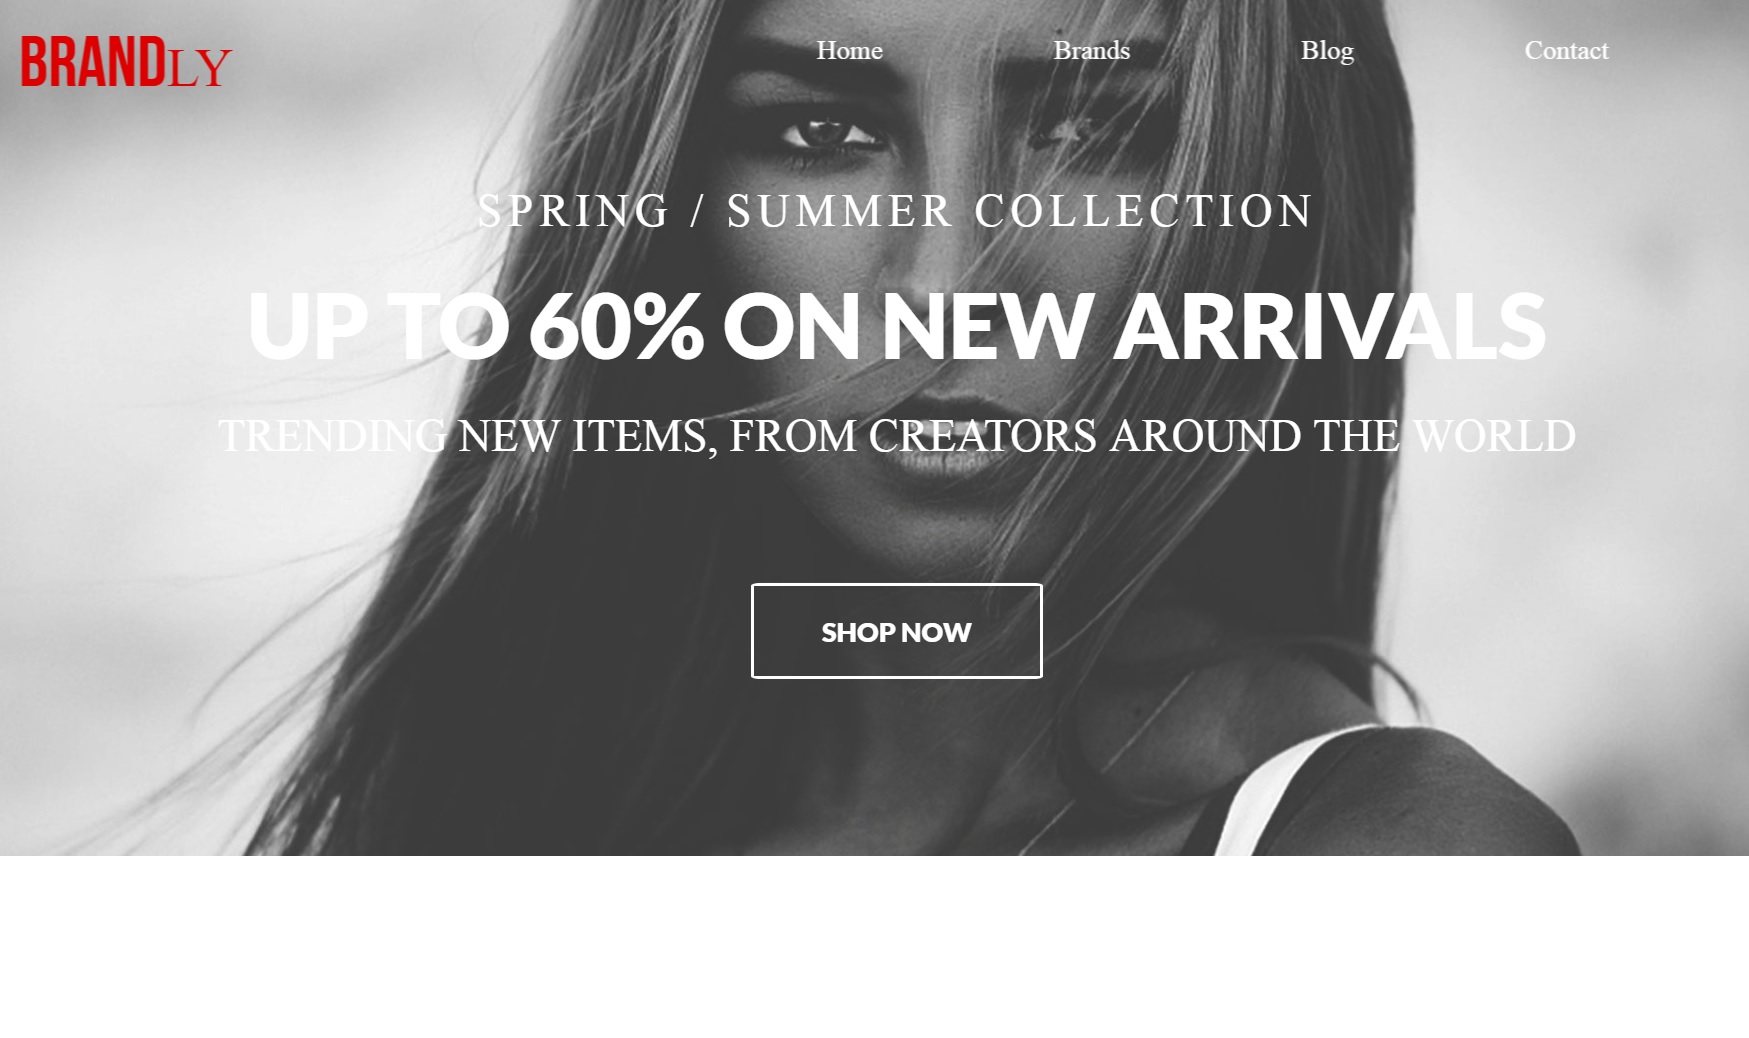 BRANDLY
Home Brands Blog Contact
SPRING / SUMMER COLLECTION
UP TO 60% ON NEW ARRIVALS
TRENDING NEW ITEMS, FROM CREATORS AROUND THE WORLD
SHOP NOW